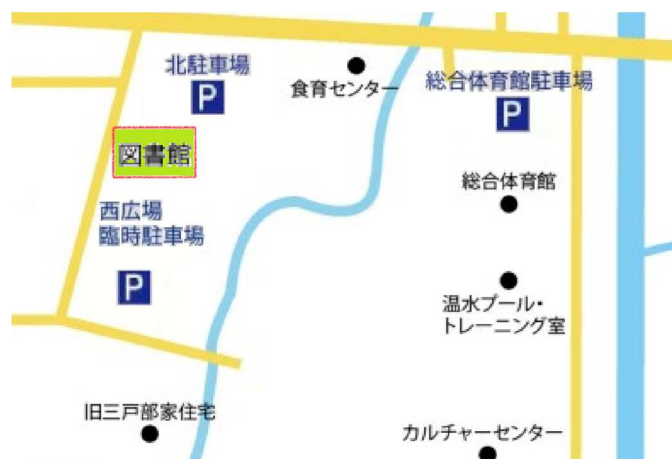 北駐車場
P
食育センター
総合体育館駐車場
P
図書館
総合体育館
西広場
臨時駐車場
P
温水プール・
トレーニング室
旧三戸部家住宅
カルチャーセンター